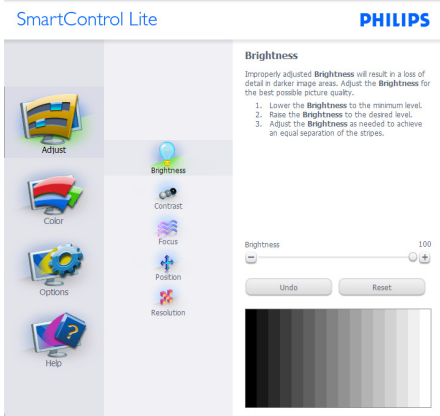 SmartControl Lite
PHILIPS
Adjust
Color
Options
Help
Brightness
Contrast
Focus
Position
Resolution
Brightness
Improperly adjusted Brightness will result in a loss of
detail in darker image areas. Adjust the Brightness for
the best possible picture quality.
1. Lower the Brightness to the minimum level.
2. Raise the Brightness to the desired level.
3. Adjust the Brightness as needed to achieve
an equal separation of the stripes.
Brightness 100
Undo Reset